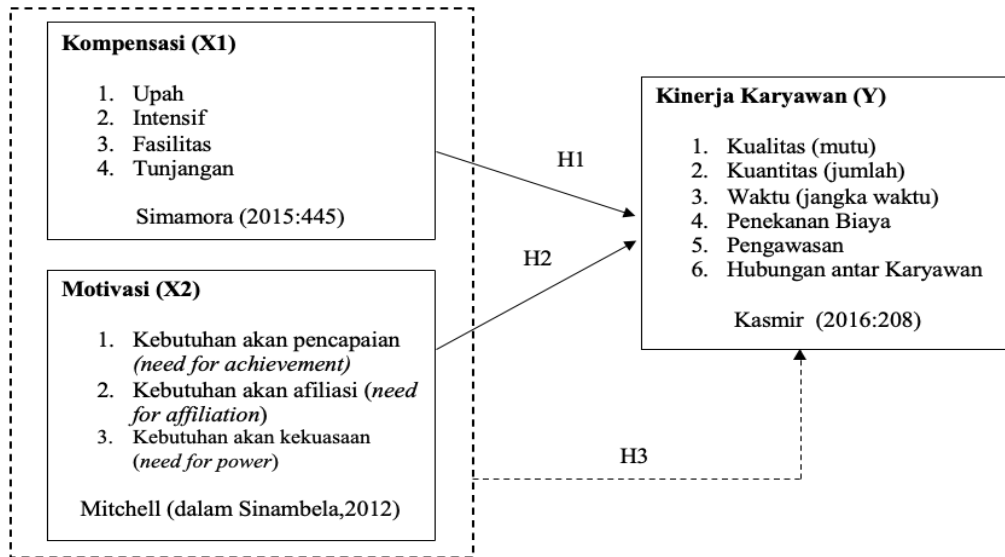 Kompensasi (X1)
1. Upah
2. Intensif
3. Fasilitas
4. Tunjangan
Simamora (2015:445)
Motivasi (X2)
1. Kebutuhan akan pencapaian
(need for achievement)
2. Kebutuhan akan afiliasi (need
for affiliation)
3. Kebutuhan akan kekuasaan
(need for power)
Mitchell (dalam Sinambela,2012)
H1
H2
H3
Kinerja Karyawan (Y)
1. Kualitas (mutu)
2. Kuantitas (jumlah)
3. Waktu (jangka waktu)
4. Penekanan Biaya
5. Pengawasan
6. Hubungan antar Karyawan
Kasmir (2016:208)